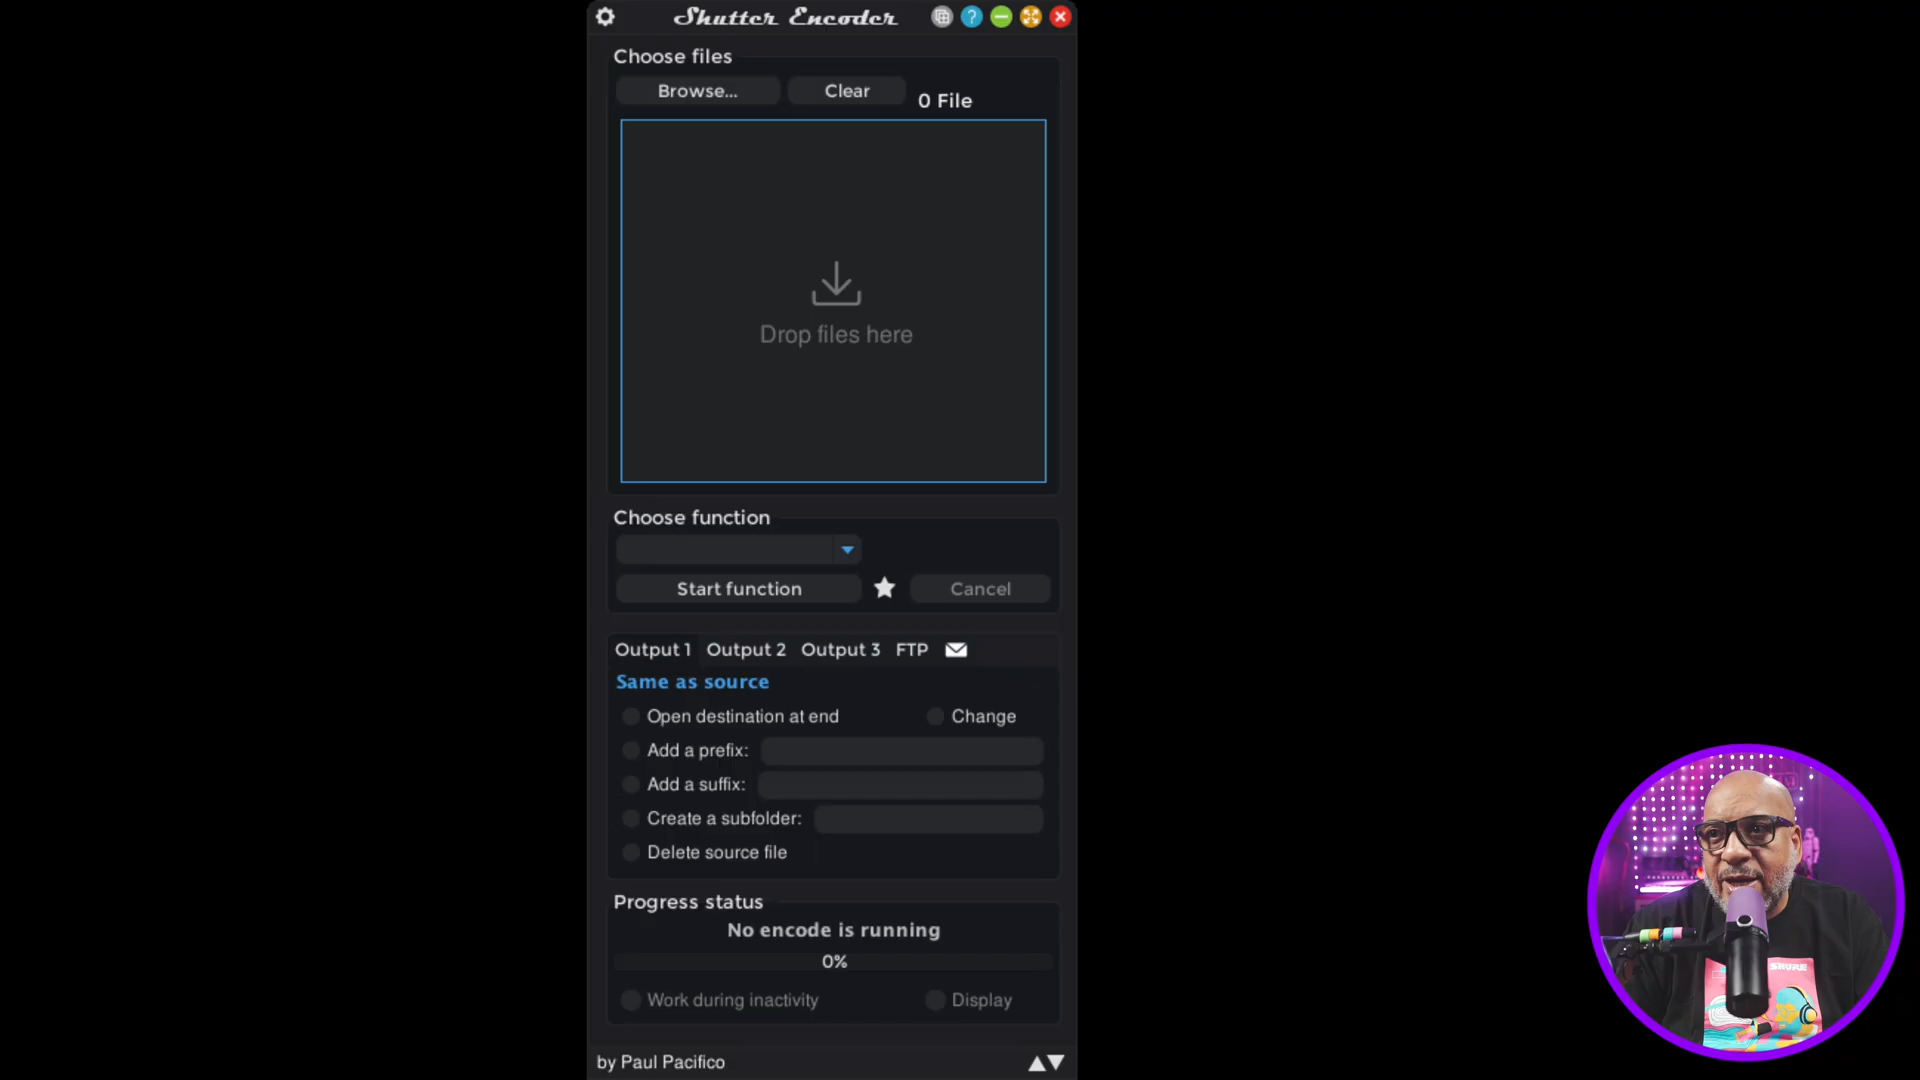 Shutter Encoder
?
Choose files
Browse...
Clear
0 File
Drop files here
Choose function
Start function
Cancel
Output 1
Output 2
Output 3
FTP
Same as source
Open destination at end
Change
Add a prefix:
Add a suffix:
Create a subfolder:
Delete source file
Progress status
No encode is running
0%
Work during inactivity
Display
by Paul Pacifico
SHURE